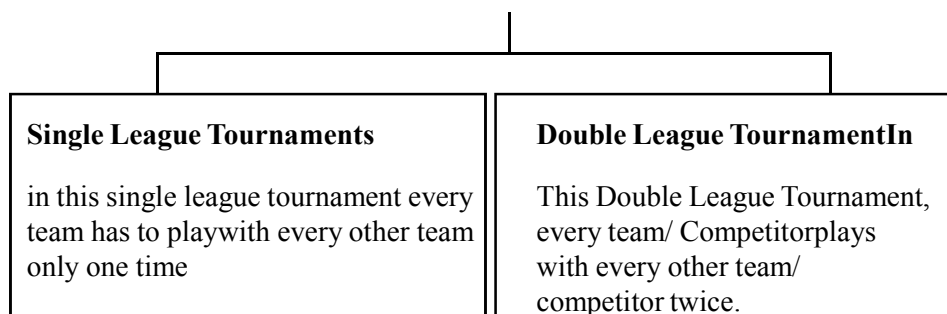 Single League Tournaments
in this single league tournament every
team has to playwith every other team
only one time
Double League TournamentIn
This Double League Tournament,
every team/ Competitorplays
with every other team/
competitor twice.